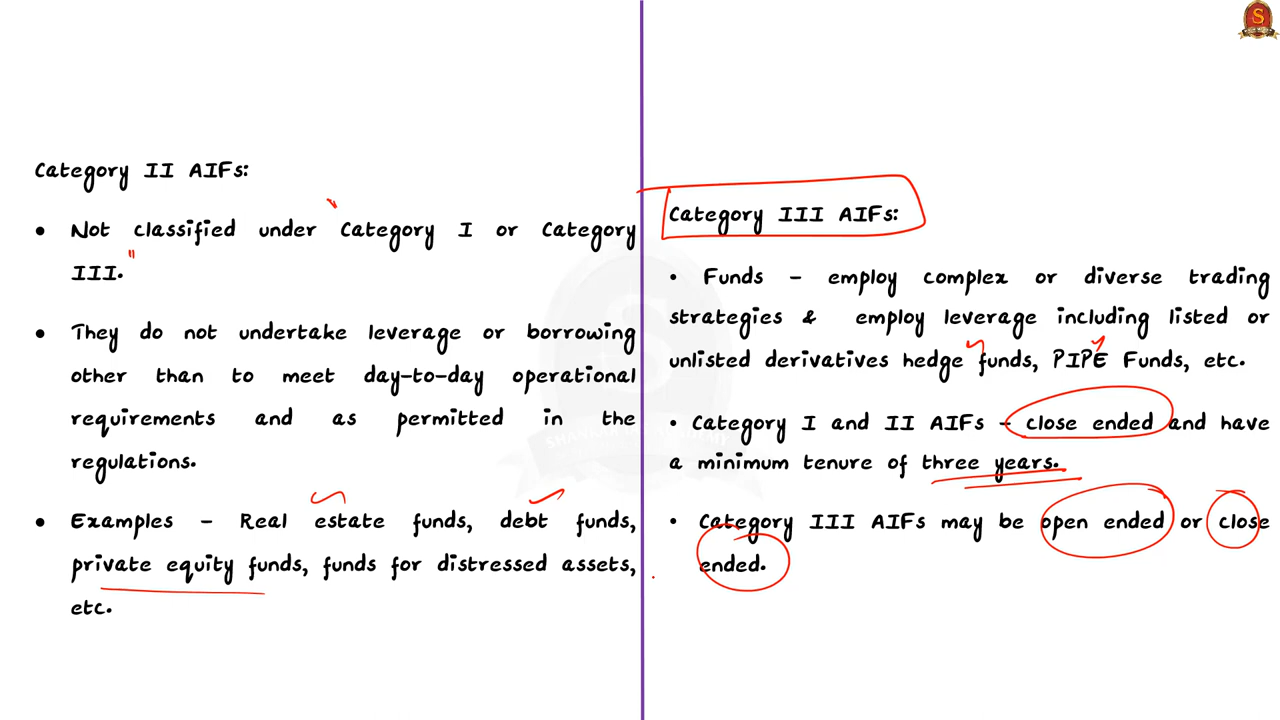 Category II AIFs:
• Not classified under Category I or Category
III.
• They do not undertake leverage or borrowing
other than to meet day-to-day operational
requirements and as permitted in the
regulations.
• Examples – Real estate funds, debt funds,
private equity funds, funds for distressed assets,
etc.
Category III AIFs:
• Funds – employ complex or diverse trading
strategies & employ leverage including listed or
unlisted derivatives hedge funds, PIPE Funds, etc.
• Category I and II AIFs – close ended and have
a minimum tenure of three years.
• Category III AIFs may be open ended or close
ended.